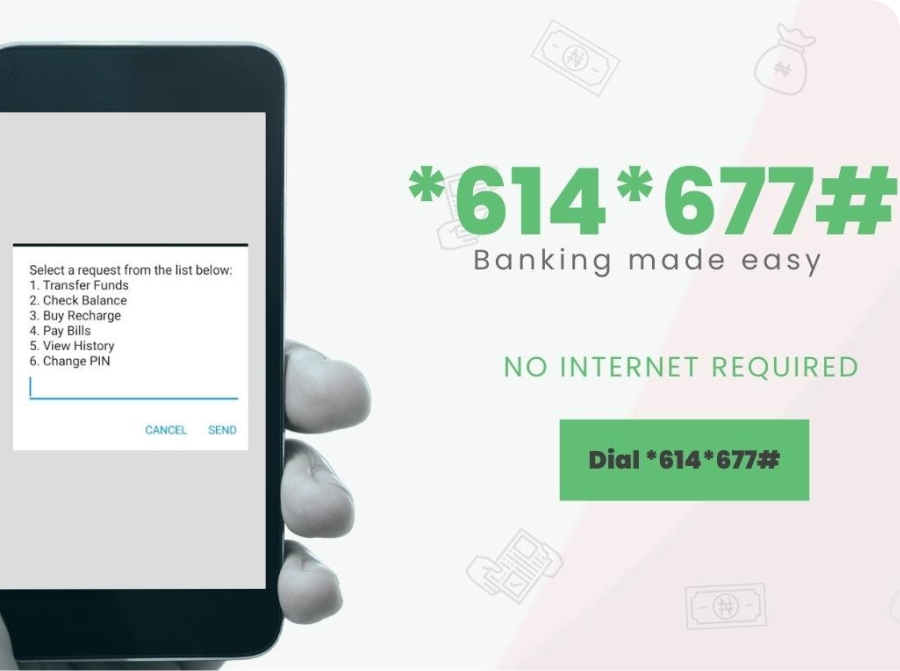 Select a request from the list below:
1. Transfer Funds
2. Check Balance
3. Buy Recharge
4. Pay Bills
5. View History
6. Change PIN
CANCEL SEND
*614*677#
Banking made easy
NO INTERNET REQUIRED
Dial *614*677#